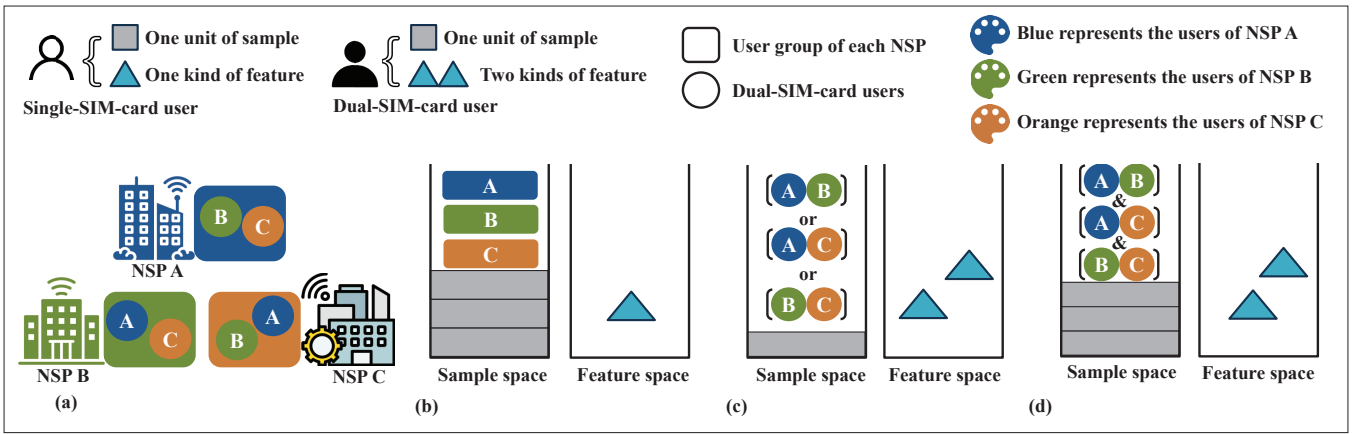 One unit of sample
One kind of feature
Single-SIM-card user
One unit of sample
Two kinds of feature
Dual-SIM-card user
User group of each NSP
Dual-SIM-card users
Blue represents the users of NSP A
Green represents the users of NSP B
Orange represents the users of NSP C
B
C
NSP A
A
C
NSP B
A
B
NSP C
(a)
A
B
C
Sample space
Feature space
(b)
A B
or
A C
or
B C
Sample space
Feature space
(c)
A B
&
A C
&
B C
Sample space
Feature space
(d)